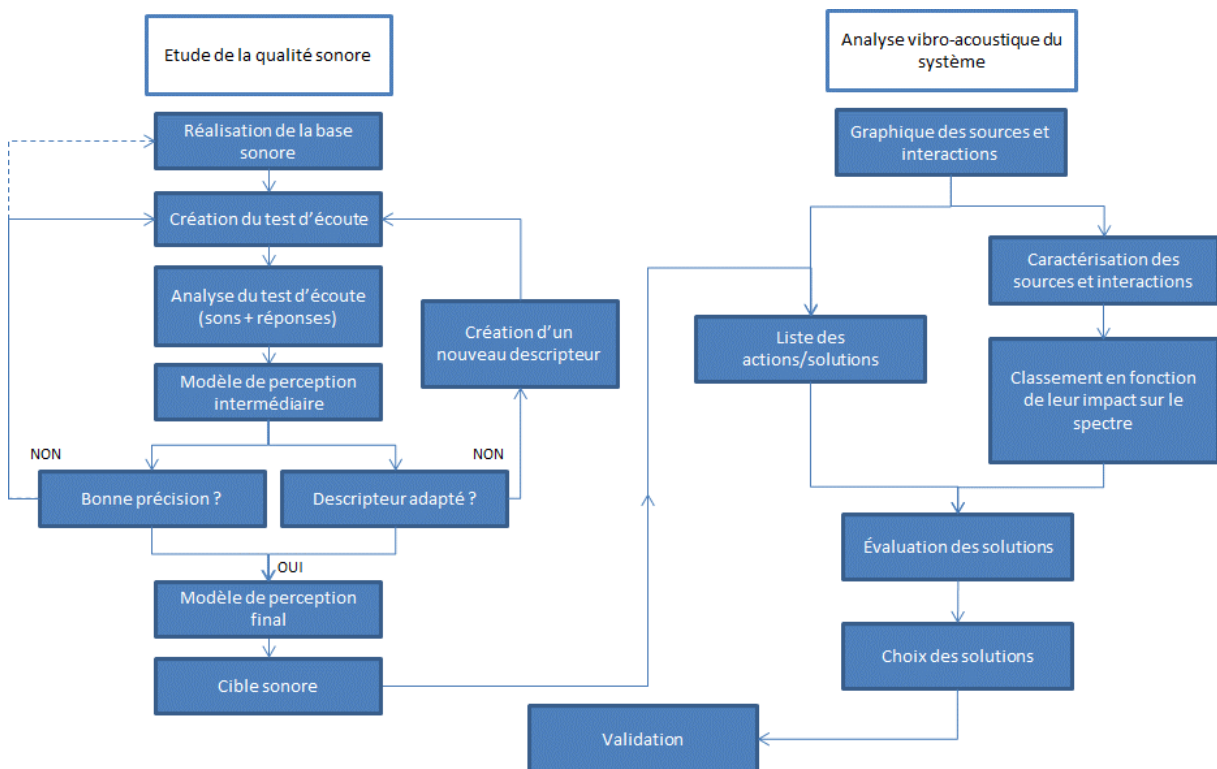 Etude de la qualité sonore
Réalisation de la base
sonore
Création du test d'écoute
Analyse du test d'écoute
(sons + réponses)
Modèle de perception
intermédiaire
Création d'un
nouveau descripteur
NON
NON
Bonne précision ?
Descripteur adapté ?
OUI
Modèle de perception
final
Cible sonore
Analyse vibro-acoustique du
système
Graphique des sources et
interactions
Caractérisation des
sources et interactions
Liste des
actions/solutions
Classement en fonction
de leur impact sur le
spectre
Évaluation des solutions
Choix des solutions
Validation